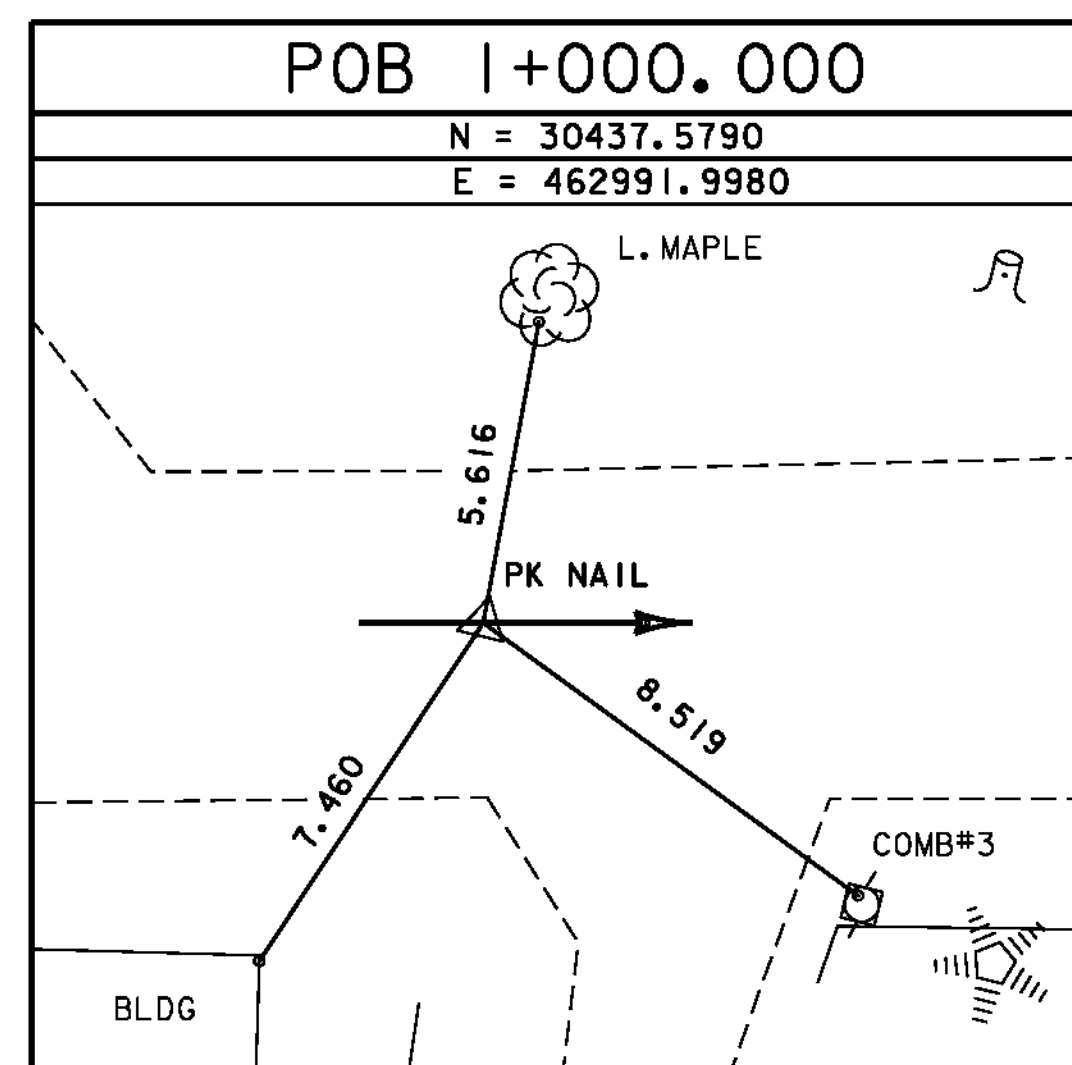 POB 1+000.000
N = 30437.5790
E = 462991.9980
L. MAPLE
5.616
PK NAIL
8.519
7.460
COMB#3
BLDG